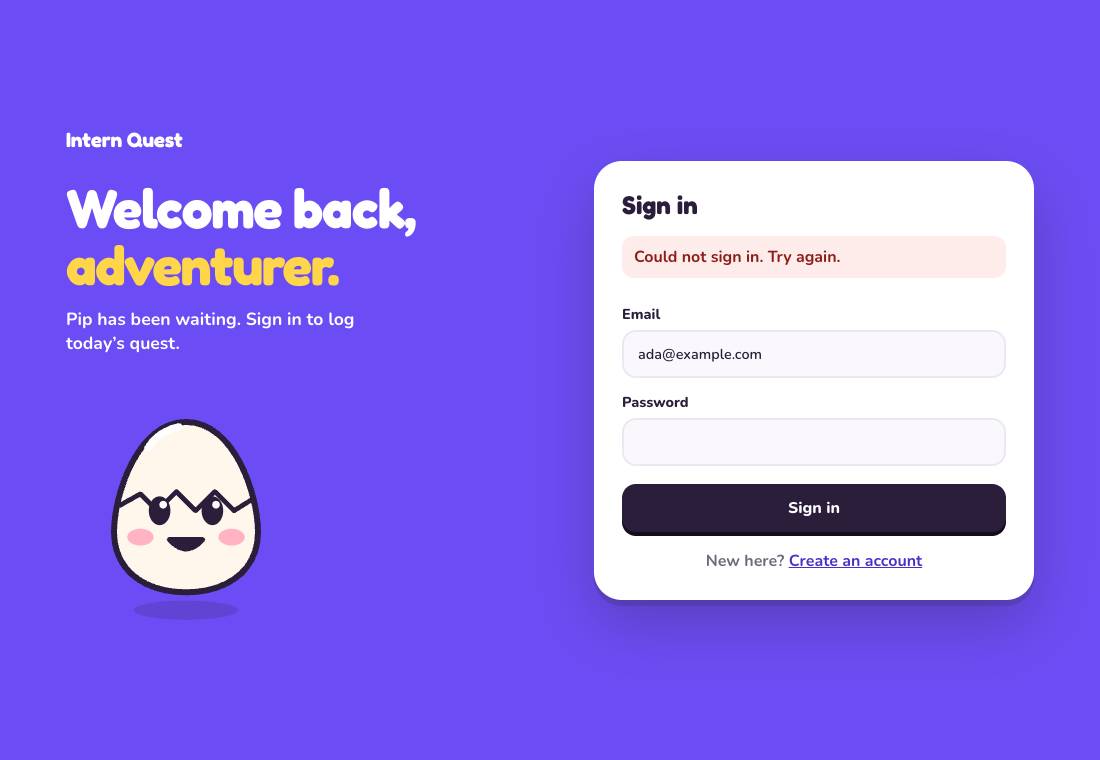 Intern Quest
Welcome back,
adventurer.
Pip has been waiting. Sign in to log
today’s quest.
Sign in
Could not sign in. Try again.
Email
ada@example.com
Password
Sign in
New here? Create an account